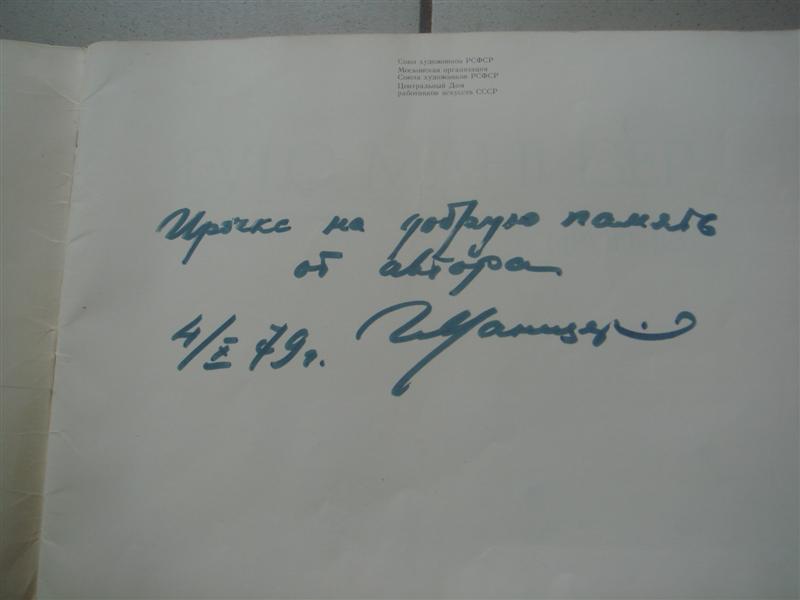 Союз художников РСФСР
Московская организация
Союза художников РСФСР
Центральный Дом
работников искусств СССР
Ирочке на добрую память
от автора
4/X 79г.